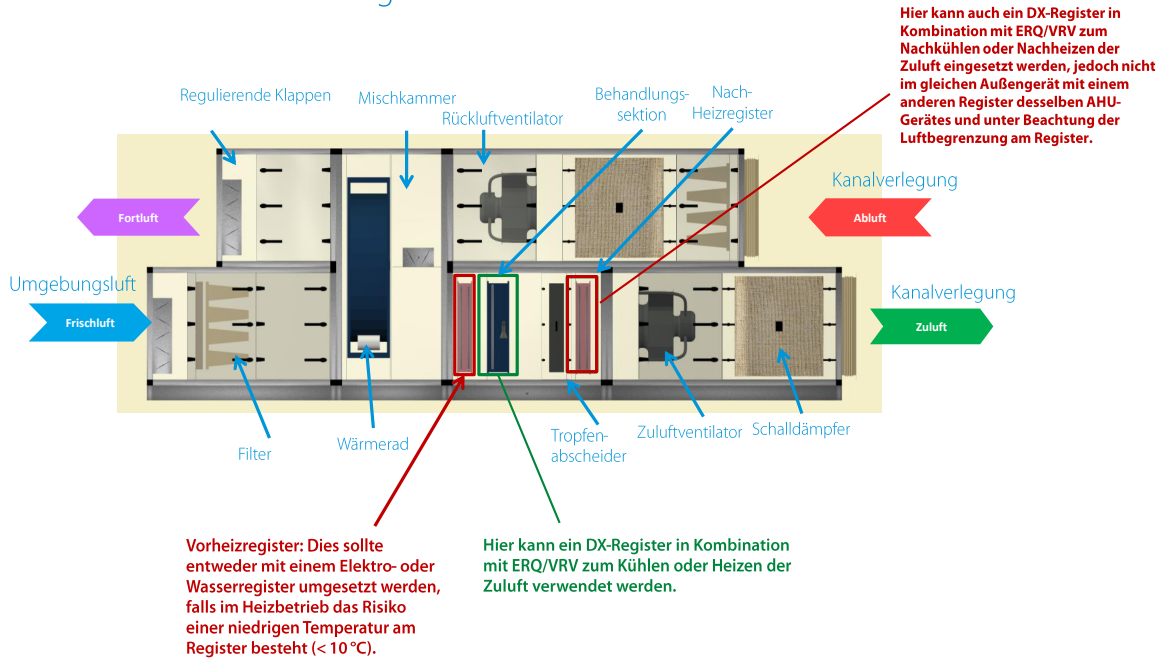 Hier kann auch ein DX-Register in
Kombination mit ERQ/VRV zum
Nachkühlen oder Nachheizen der
Zuluft eingesetzt werden, jedoch nicht
im gleichen Außengerät mit einem
anderen Register desselben AHU-
Gerätes und unter Beachtung der
Luftbegrenzung am Register.
Regulierende Klappen
Mischkammer
Rückluftventilator
Behandlungs-
sektion
Nach-
Heizregister
Kanalverlegung
Fortluft
Abluft
Umgebungsluft
Frischluft
Kanalverlegung
Zuluft
Filter
Wärmerad
Tropfen-
abscheider
Zuluftventilator
Schalldämpfer
Vorheizregister: Dies sollte
entweder mit einem Elektro- oder
Wasserregister umgesetzt werden,
falls im Heizbetrieb das Risiko
einer niedrigen Temperatur am
Register besteht (< 10 °C).
Hier kann ein DX-Register in Kombination
mit ERQ/VRV zum Kühlen oder Heizen der
Zuluft verwendet werden.